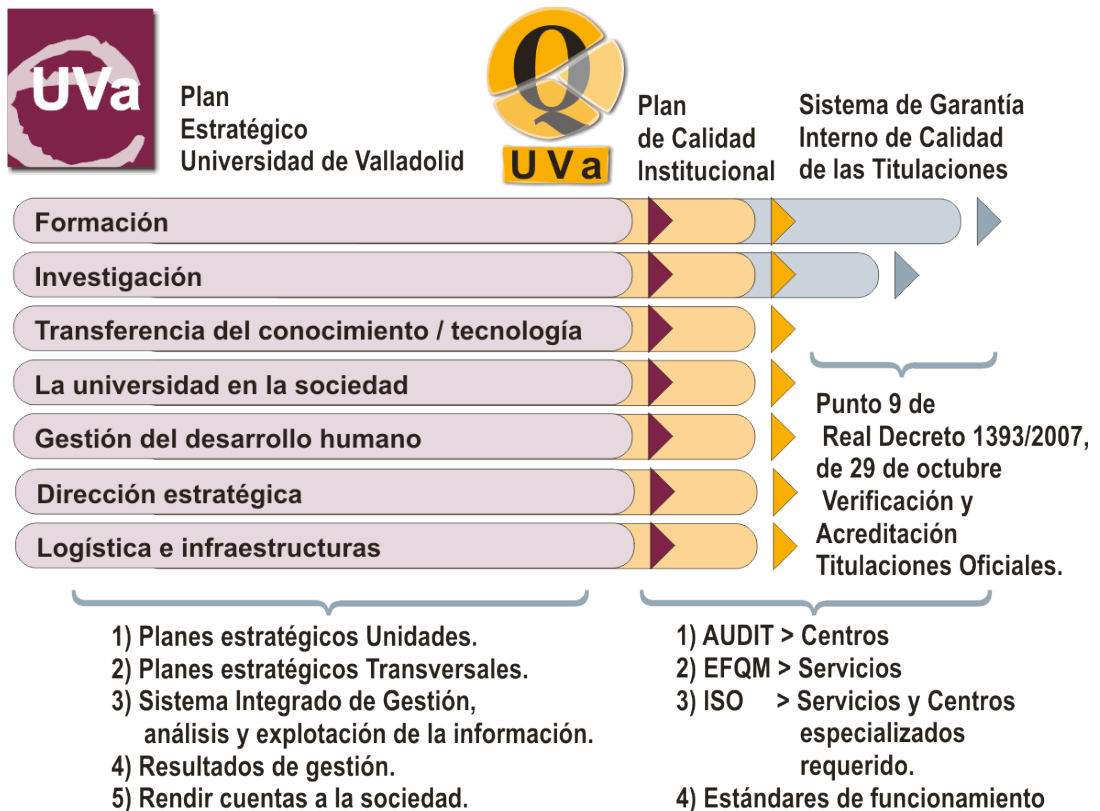 UVa
Plan
Estratégico
Universidad de Valladolid
Q
UVa
Plan
de Calidad
Institucional
Sistema de Garantía
Interno de Calidad
de las Titulaciones
Formación
Investigación
Transferencia del conocimiento / tecnología
La universidad en la sociedad
Gestión del desarrollo humano
Dirección estratégica
Logística e infraestructuras
Punto 9 de
Real Decreto 1393/2007,
de 29 de octubre
Verificación y
Acreditación
Titulaciones Oficiales.
1) Planes estratégicos Unidades.
2) Planes estratégicos Transversales.
3) Sistema Integrado de Gestión,
análisis y explotación de la información.
4) Resultados de gestión.
5) Rendir cuentas a la sociedad.
1) AUDIT > Centros
2) EFQM > Servicios
3) ISO > Servicios y Centros
especializados
requerido.
4) Estándares de funcionamiento